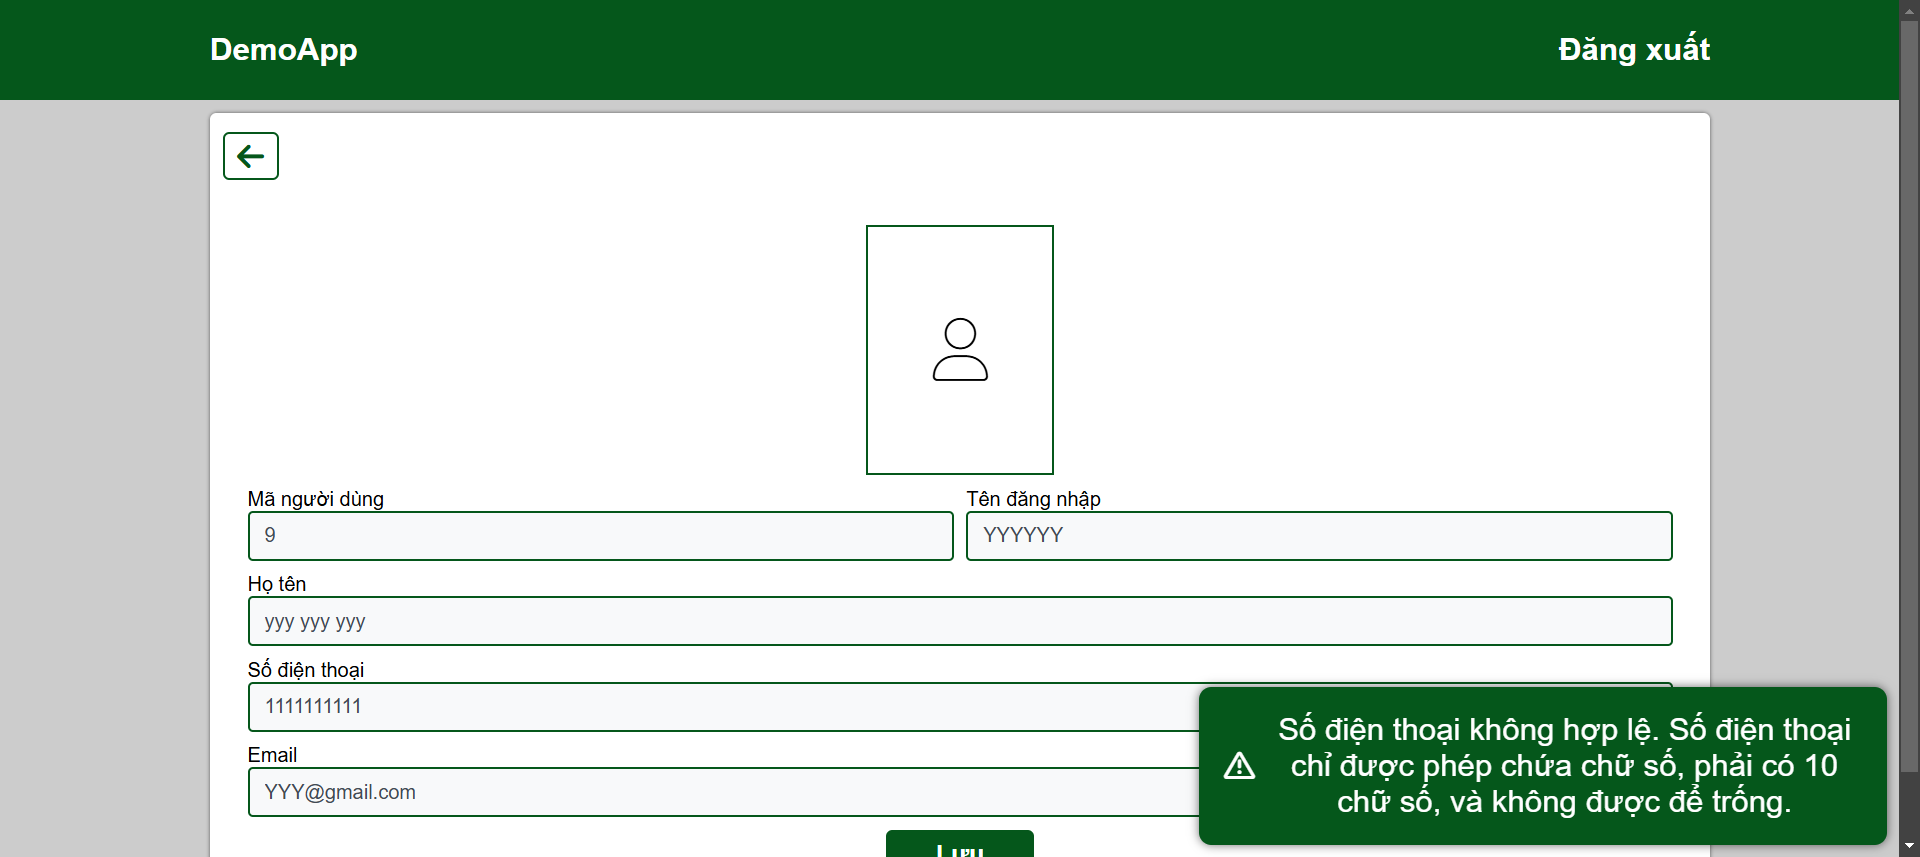 DemoApp
Đăng xuất
Mã người dùng
Tên đăng nhập
9
YYYYYY
Họ tên
yyy yyy yyy
Số điện thoại
1111111111
Email
YYY@gmail.com
Số điện thoại không hợp lệ. Số điện thoại
chỉ được phép chứa chữ số, phải có 10
chữ số, và không được để trống.
Lưu